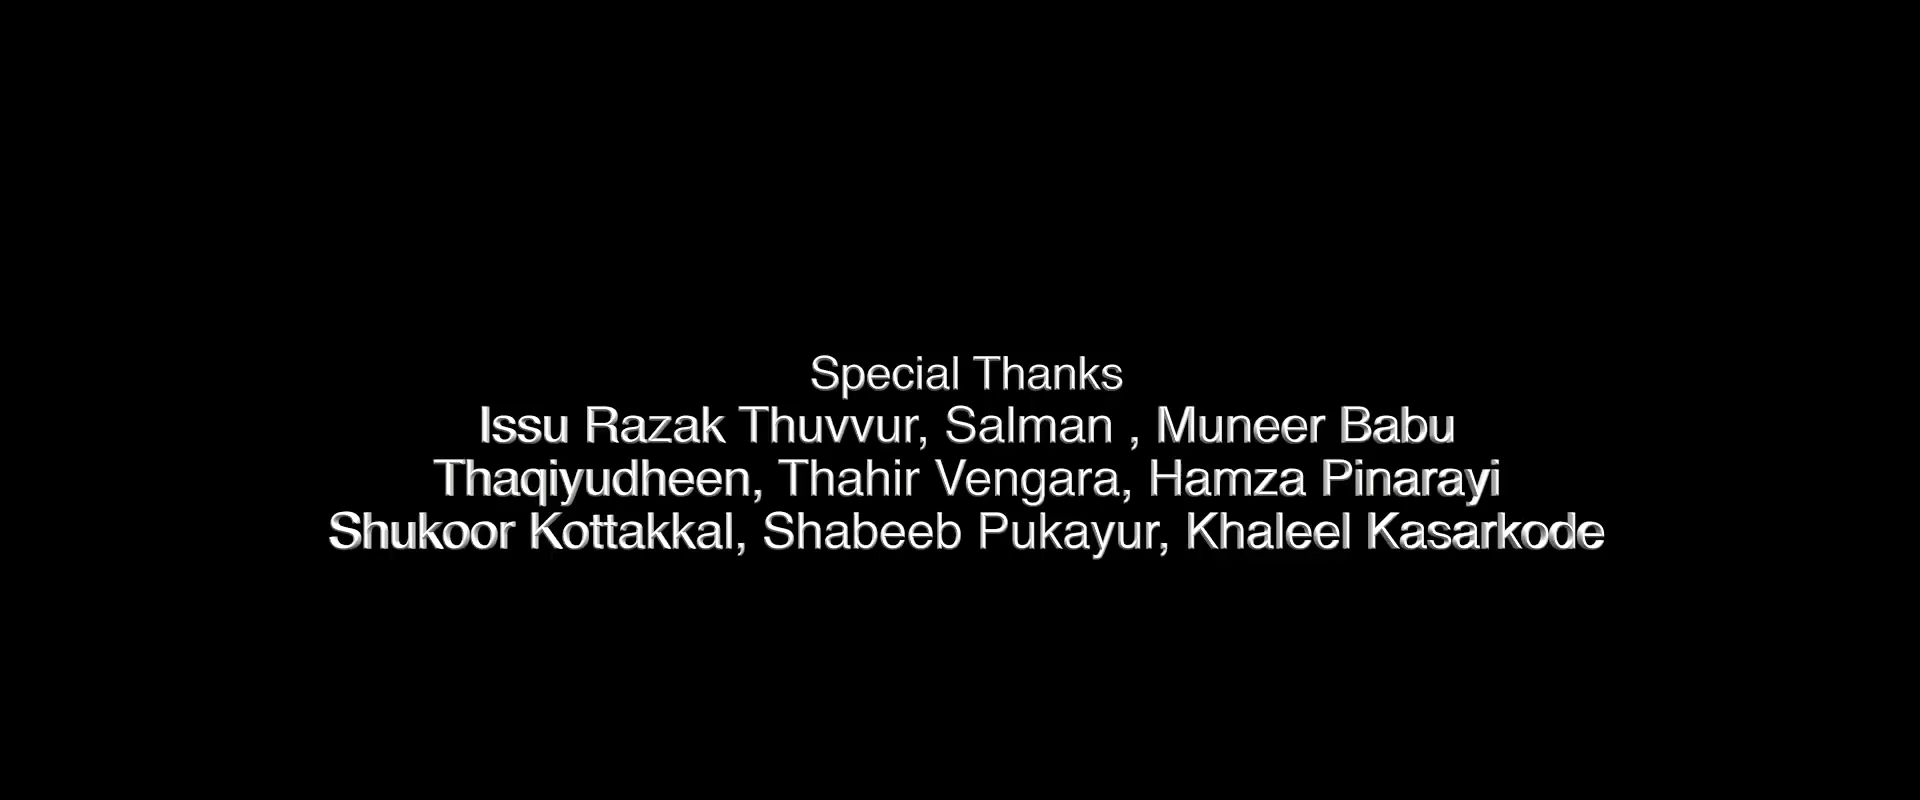 Special Thanks
Issu Razak Thuvvur, Salman , Muneer Babu
Thaqiyudheen, Thahir Vengara, Hamza Pinarayi
Shukoor Kottakkal, Shabeeb Pukayur, Khaleel Kasarkode